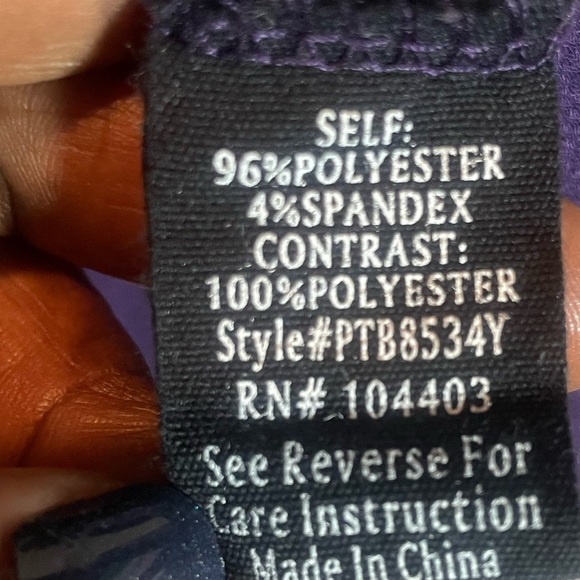 SELF:
96%POLYESTER
4%SPANDEX
CONTRAST:
100%POLYESTER
Style#PTB8534Y
RN# 104403
See Reverse For
Care Instruction
Made In China